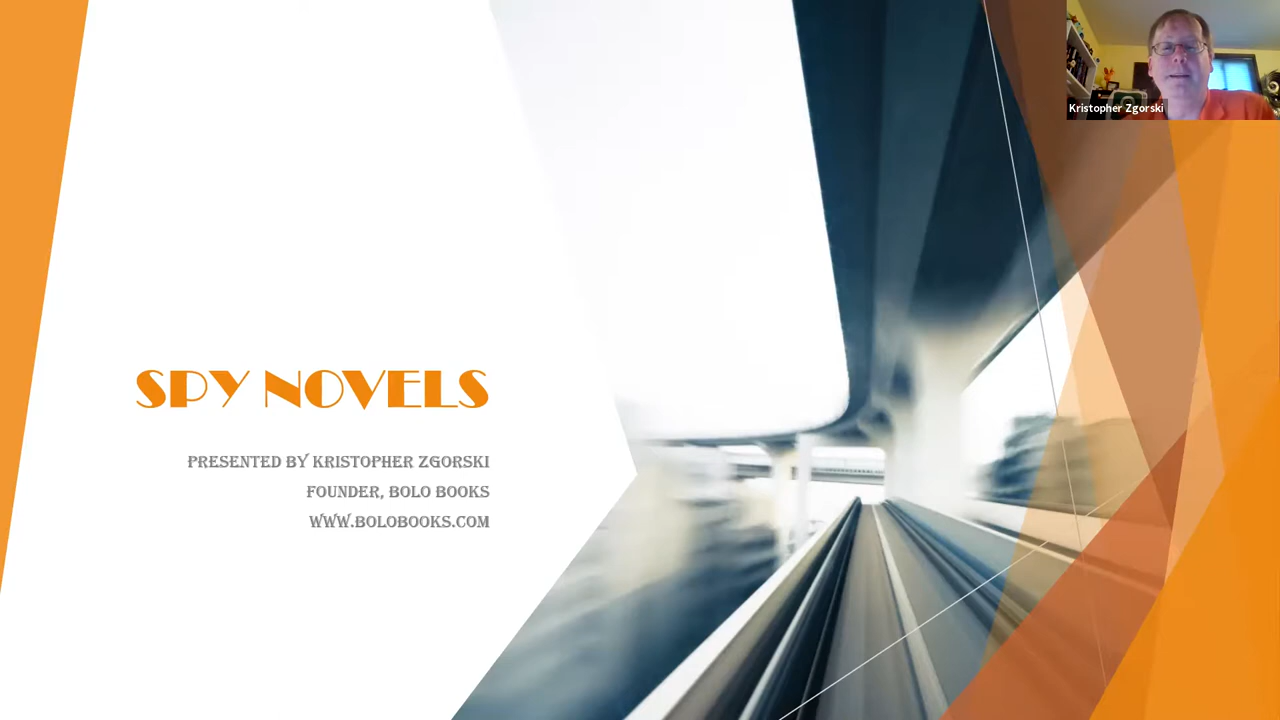 Kristopher Zgorski
SPY NOVELS
PRESENTED BY KRISTOPHER ZGORSKI
FOUNDER, BOLO BOOKS
WWW.BOLOBOOKS.COM